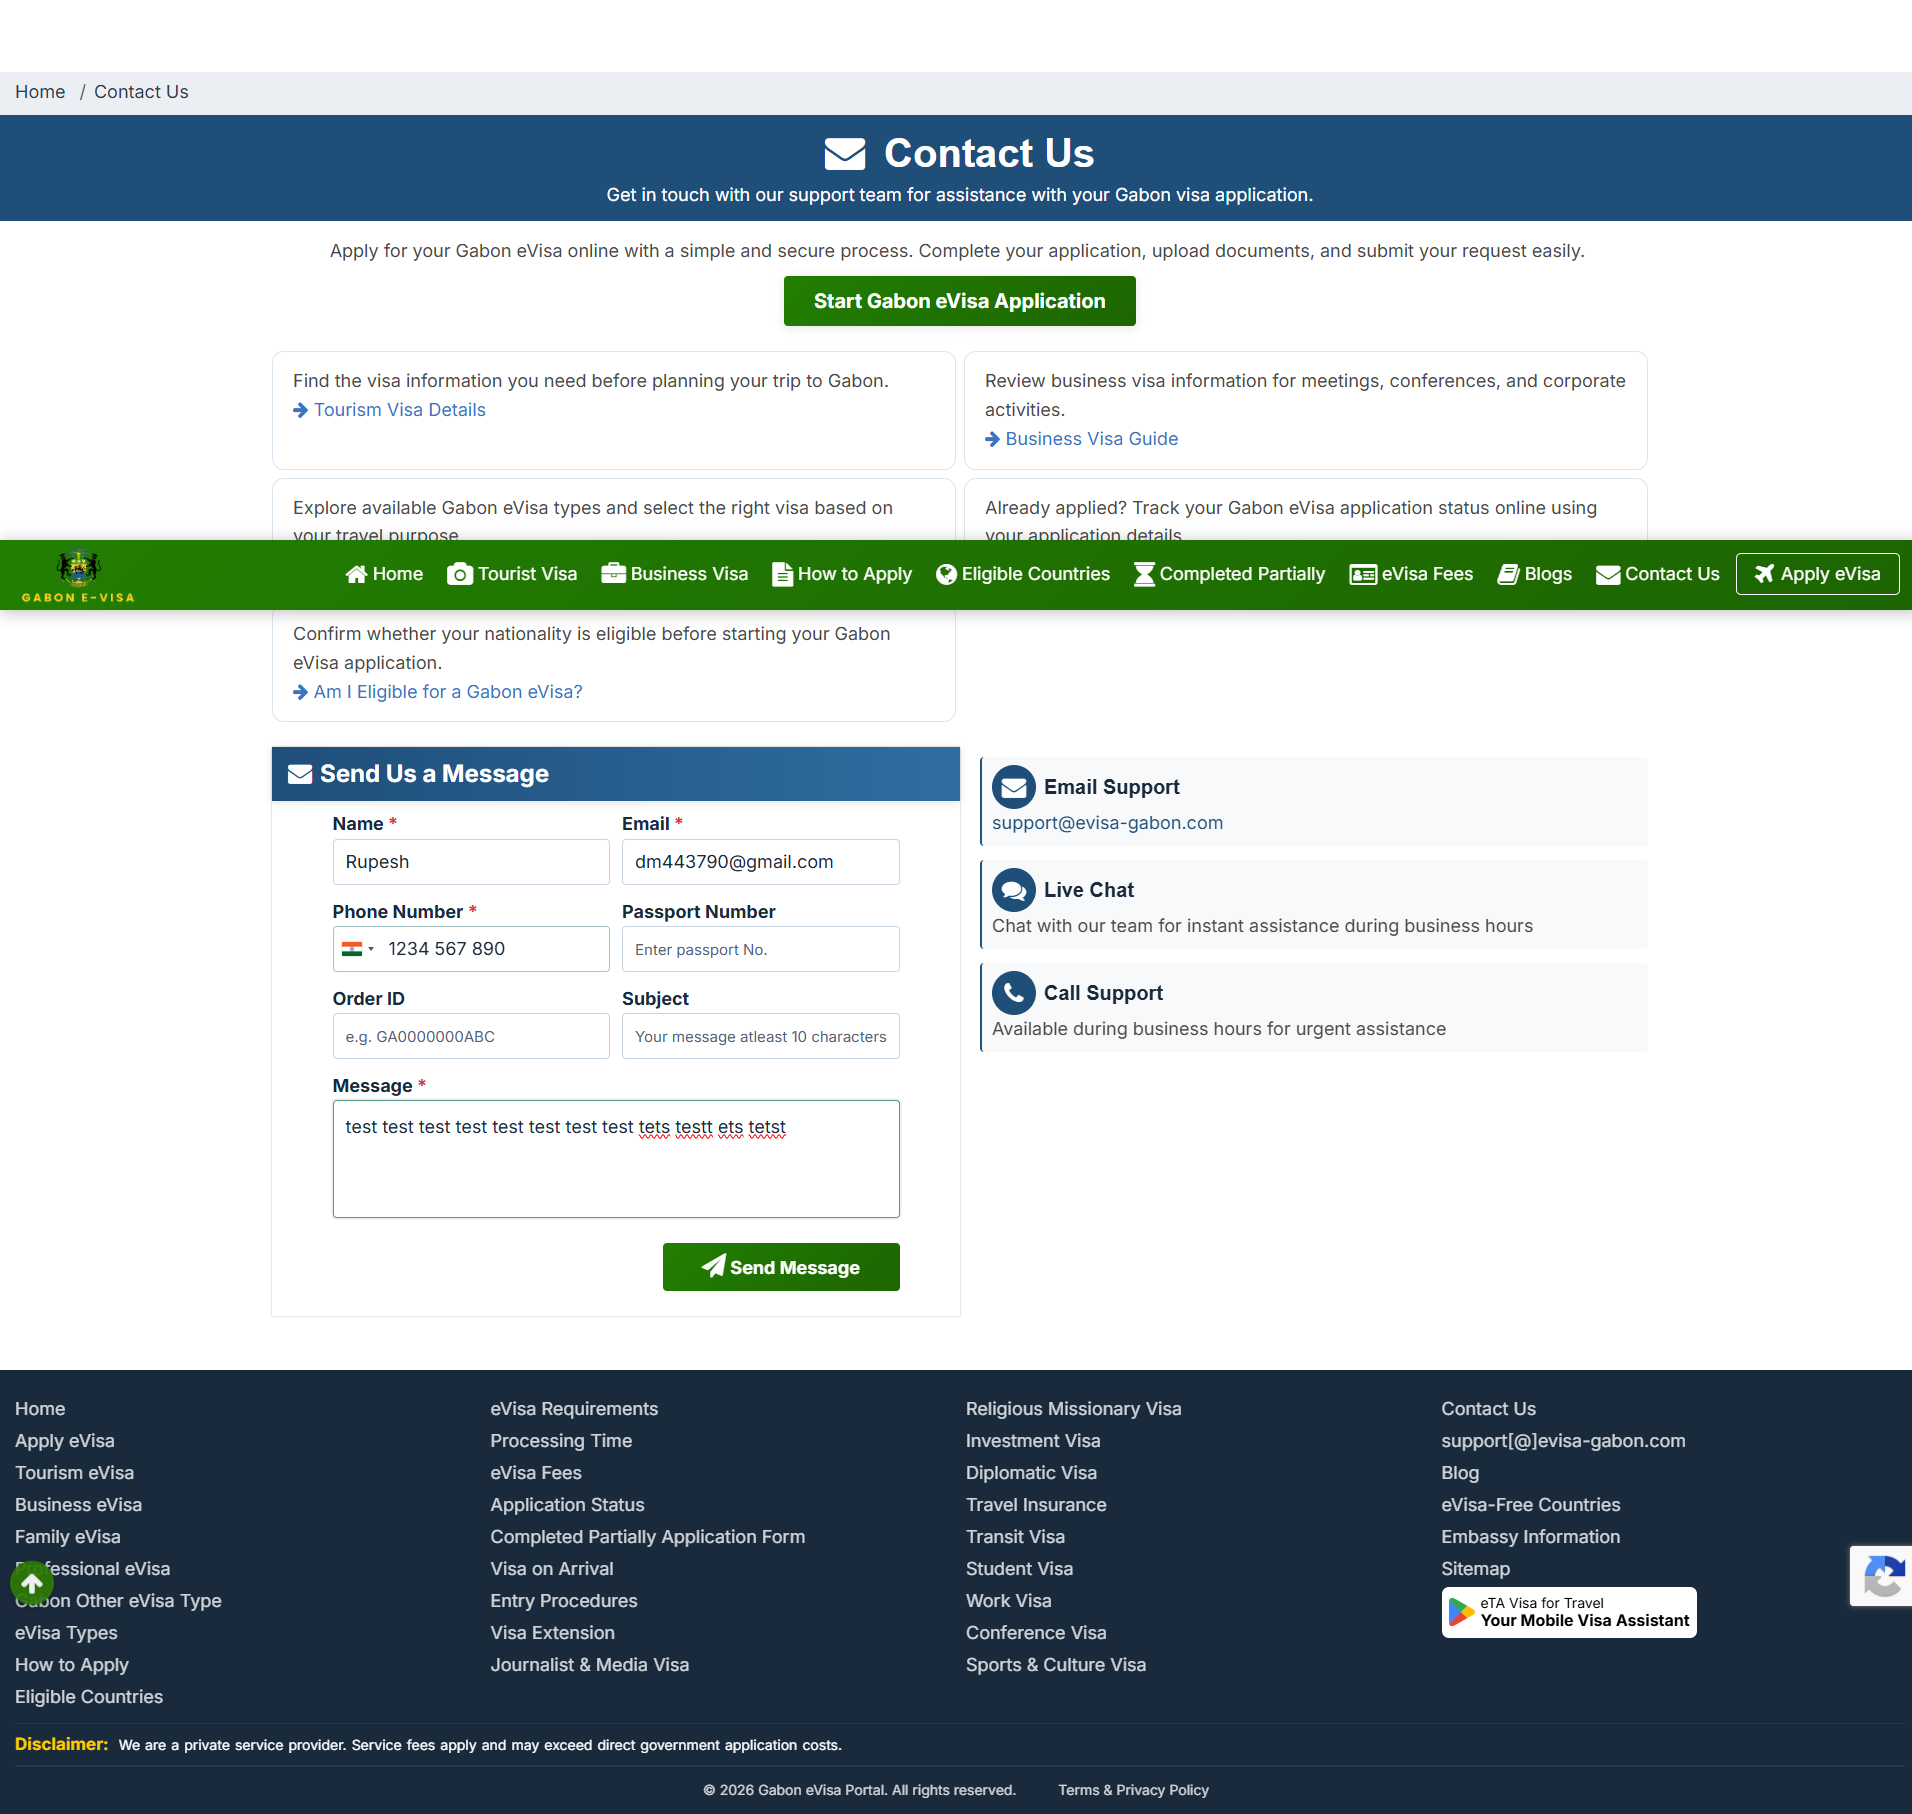 Home / Contact Us
Contact Us
Get in touch with our support team for assistance with your Gabon visa application.
Apply for your Gabon eVisa online with a simple and secure process. Complete your application, upload documents, and submit your request easily.
Start Gabon eVisa Application
Find the visa information you need before planning your trip to Gabon.
Tourism Visa Details
Review business visa information for meetings, conferences, and corporate
activities.
Business Visa Guide
Explore available Gabon eVisa types and select the right visa based on
your travel purpose.
Already applied? Track your Gabon eVisa application status online using
your application details.
GABON E-VISA
Home
Tourist Visa
Business Visa
How to Apply
Eligible Countries
Completed Partially
eVisa Fees
Blogs
Contact Us
Apply eVisa
Confirm whether your nationality is eligible before starting your Gabon
eVisa application.
Am I Eligible for a Gabon eVisa?
Send Us a Message
Name *
Email *
Rupesh
dm443790@gmail.com
Phone Number *
Passport Number
1234 567 890
Enter passport No.
Order ID
Subject
e.g. GA0000000ABC
Your message atleast 10 characters
Message *
test test test test test test test test tets testt ets tetst
Send Message
Email Support
support@evisa-gabon.com
Live Chat
Chat with our team for instant assistance during business hours
Call Support
Available during business hours for urgent assistance
Home
Apply eVisa
Tourism eVisa
Business eVisa
Family eVisa
Professional eVisa
Gabon Other eVisa Type
eVisa Types
How to Apply
Eligible Countries
eVisa Requirements
Processing Time
eVisa Fees
Application Status
Completed Partially Application Form
Visa on Arrival
Entry Procedures
Visa Extension
Journalist & Media Visa
Religious Missionary Visa
Investment Visa
Diplomatic Visa
Travel Insurance
Transit Visa
Student Visa
Work Visa
Conference Visa
Sports & Culture Visa
Contact Us
support[@]evisa-gabon.com
Blog
eVisa-Free Countries
Embassy Information
Sitemap
eTA Visa for Travel
Your Mobile Visa Assistant
Disclaimer: We are a private service provider. Service fees apply and may exceed direct government application costs.
© 2026 Gabon eVisa Portal. All rights reserved.
Terms & Privacy Policy